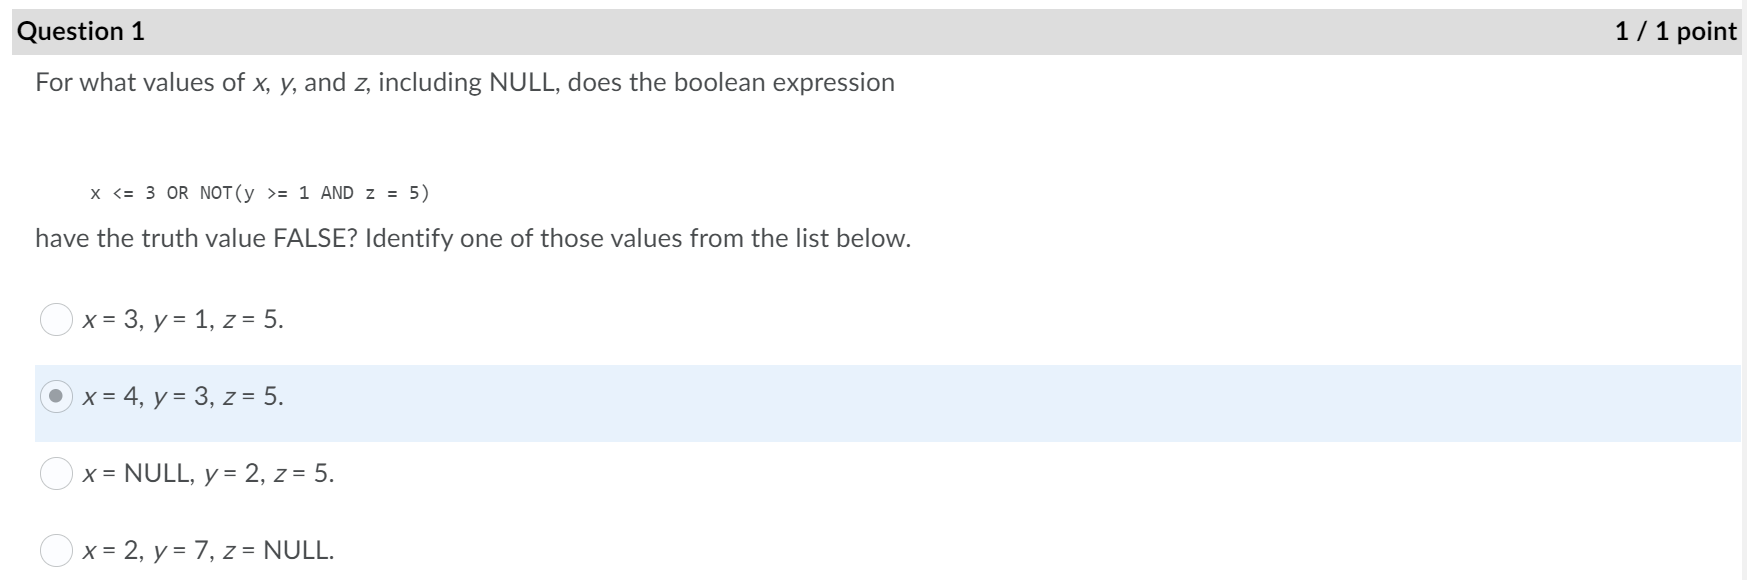 Question 1
1 / 1 point
For what values of x, y, and z, including NULL, does the boolean expression
x <= 3 OR NOT(y >= 1 AND z = 5)
have the truth value FALSE? Identify one of those values from the list below.
x = 3, y = 1, z = 5.
x = 4, y = 3, z = 5.
x = NULL, y = 2, z = 5.
x = 2, y = 7, z = NULL.